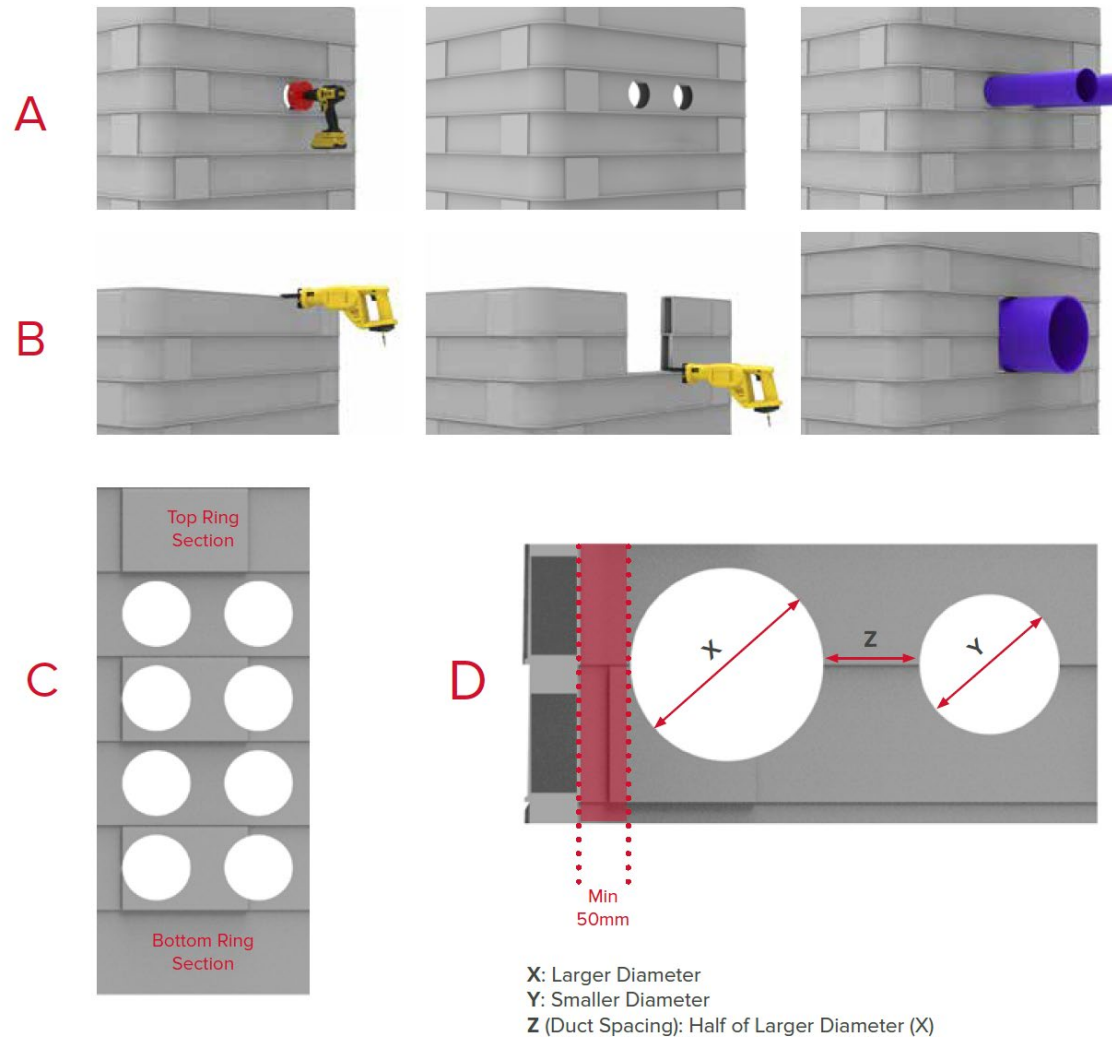 A
B
C
Top Ring
Section
Bottom Ring
Section
D
X
Z
Y
Min
50mm
X: Larger Diameter
Y: Smaller Diameter
Z (Duct Spacing): Half of Larger Diameter (X)